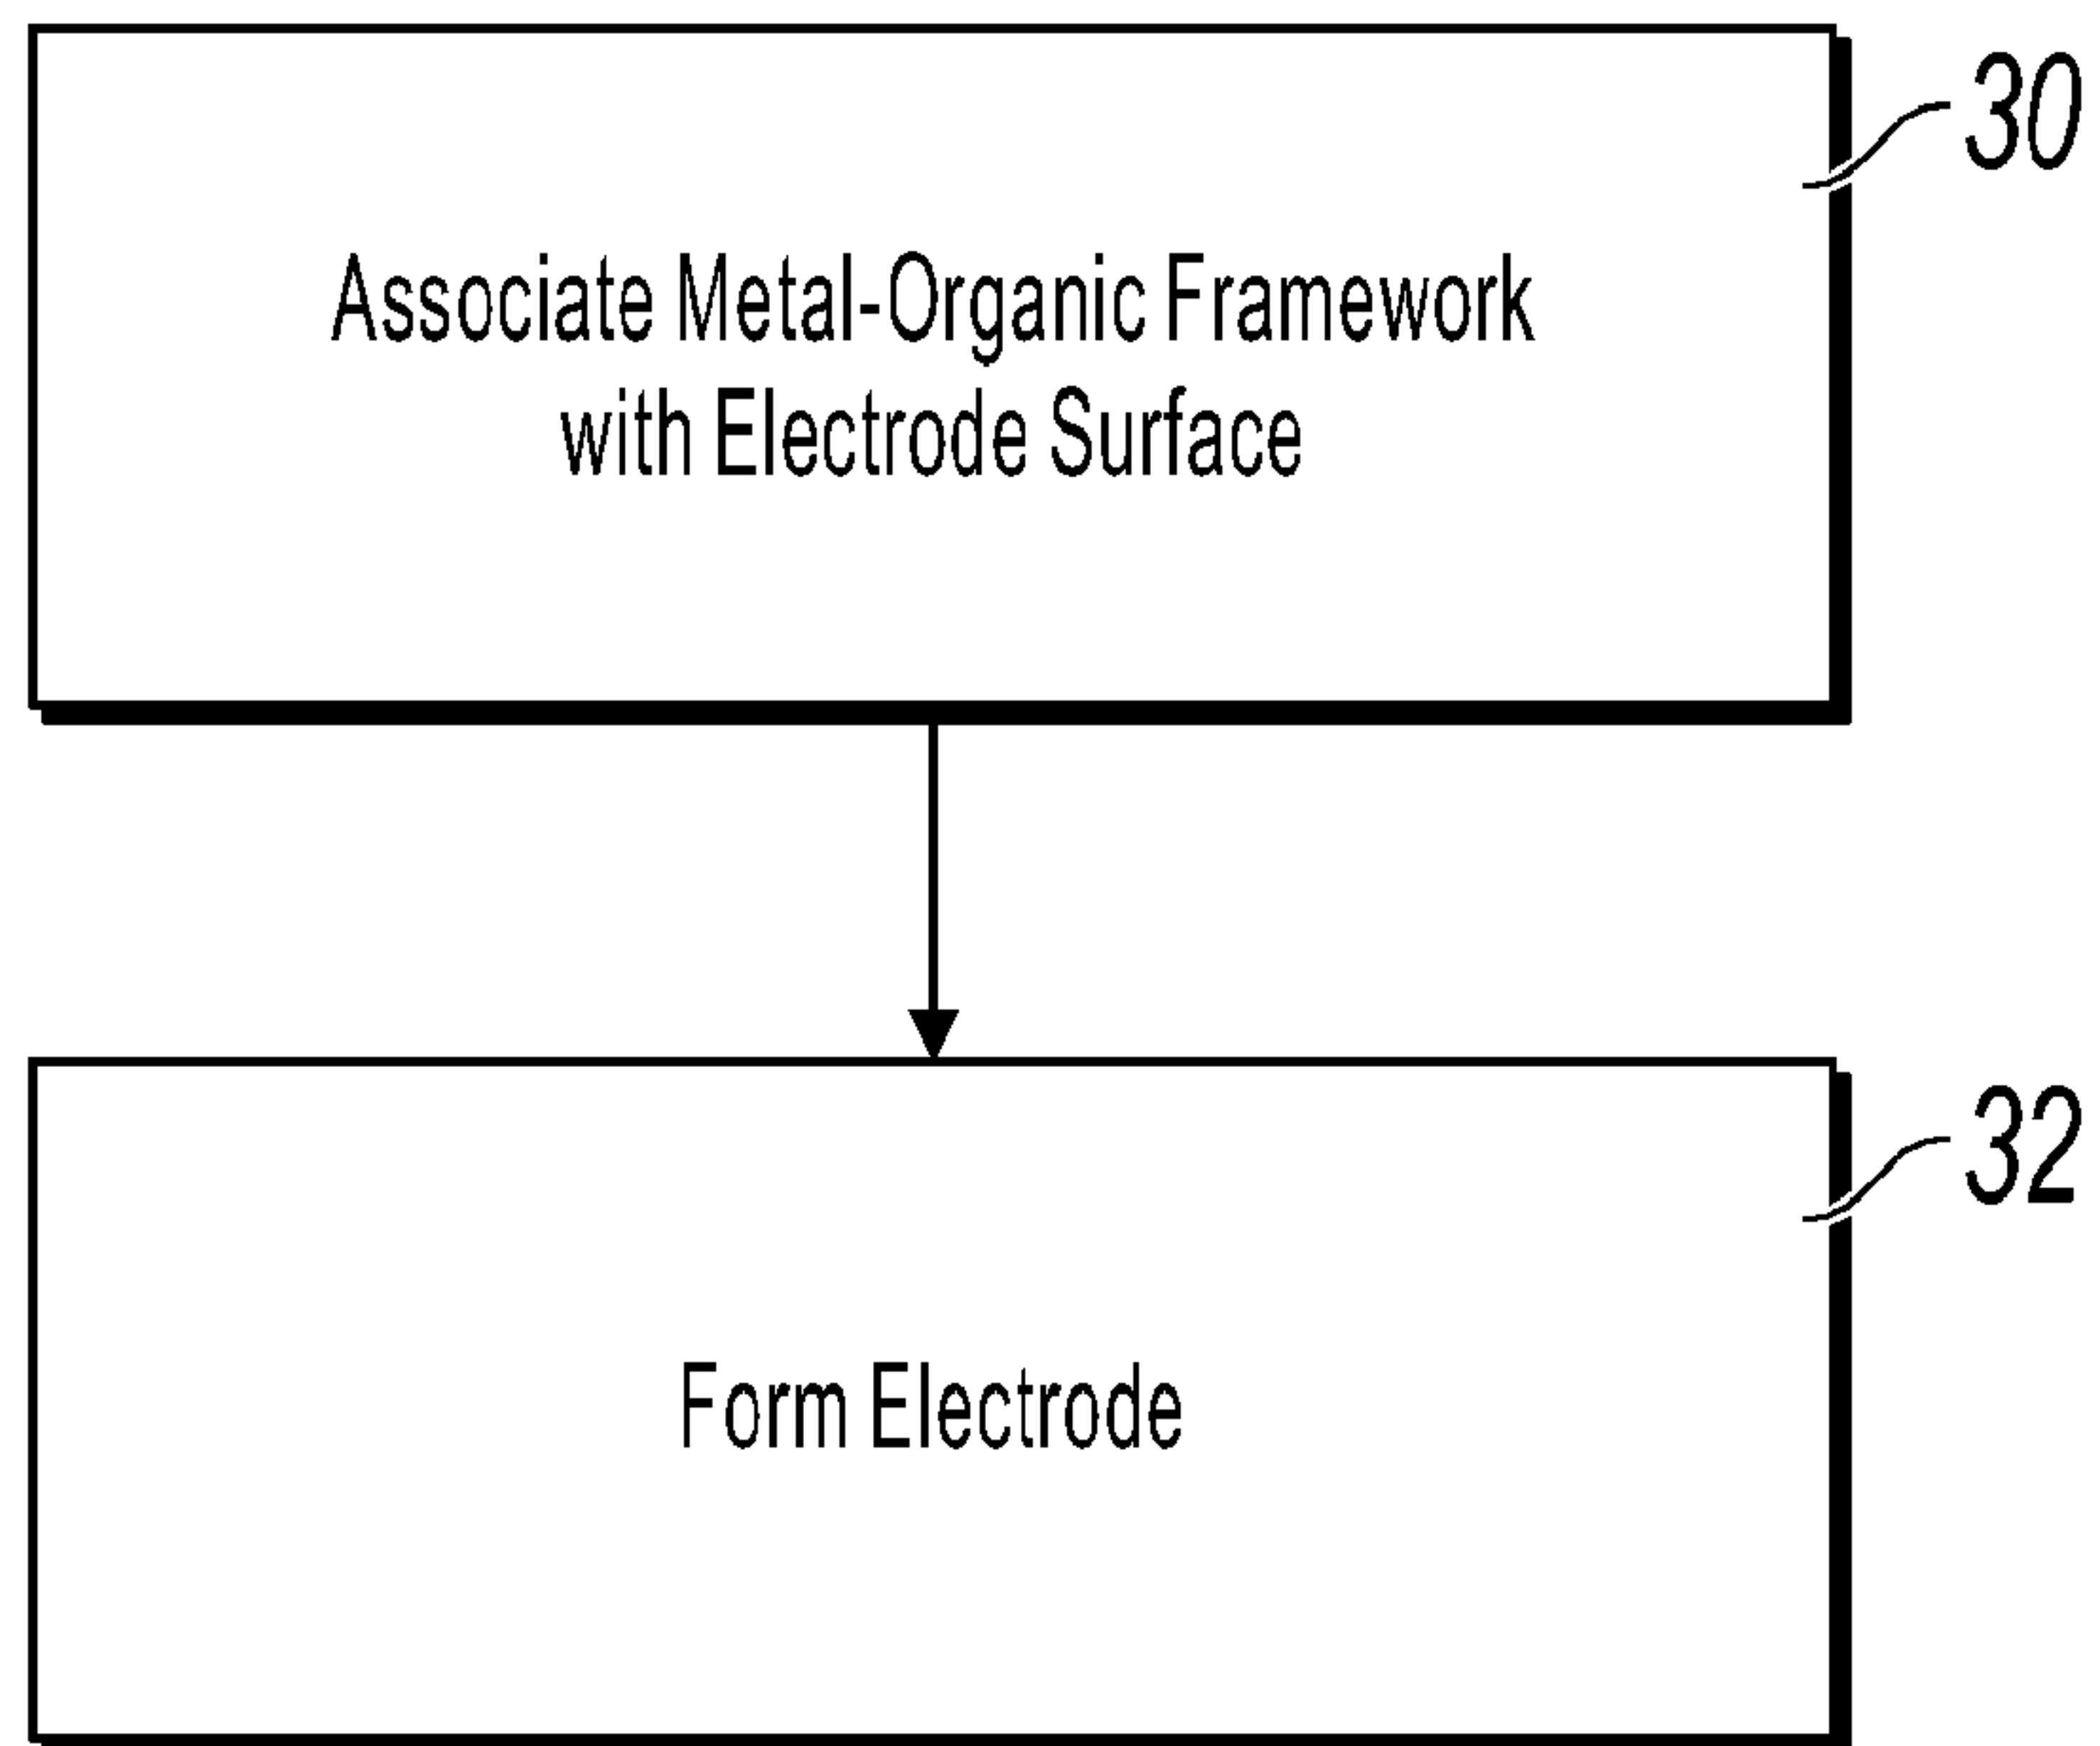 30
Associate Metal-Organic Framework
with Electrode Surface
32
Form Electrode